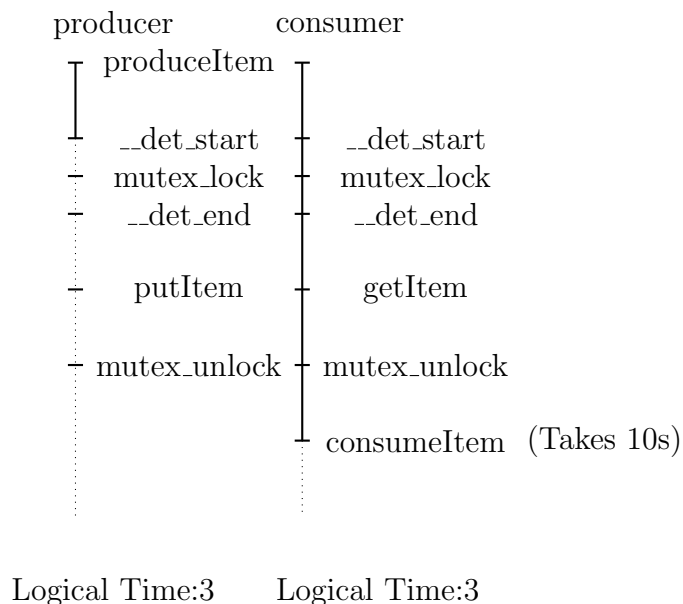 producer consumer
produceItem
__det_start __det_start
mutex_lock mutex_lock
__det_end __det_end
putItem getItem
mutex_unlock mutex_unlock
consumeItem (Takes 10s)
Logical Time:3 Logical Time:3